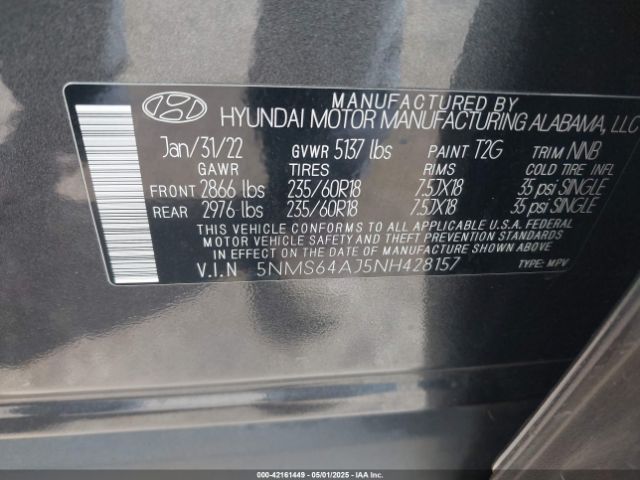 MANUFACTURED BY
HYUNDAI MOTOR MANUFACTURING ALABAMA, LLC
Jan/31/22 GVWR 5137 lbs PAINT T2G TRIM NNB
GAWR TIRES RIMS COLD TIRE INFL
FRONT 2866 lbs 235/60R18 7.5JX18 35 psi SINGLE
REAR 2976 lbs 235/60R18 7.5JX18 35 psi SINGLE
THIS VEHICLE CONFORMS TO ALL APPLICABLE U.S.A. FEDERAL
MOTOR VEHICLE SAFETY AND THEFT PREVENTION STANDARDS
IN EFFECT ON THE DATE OF MANUFACTURE SHOWN ABOVE.
V.I.N 5NMS64AJ5NH428157 TYPE: MPV
000-42161449 - 05/01/2025 - IAAI.COM